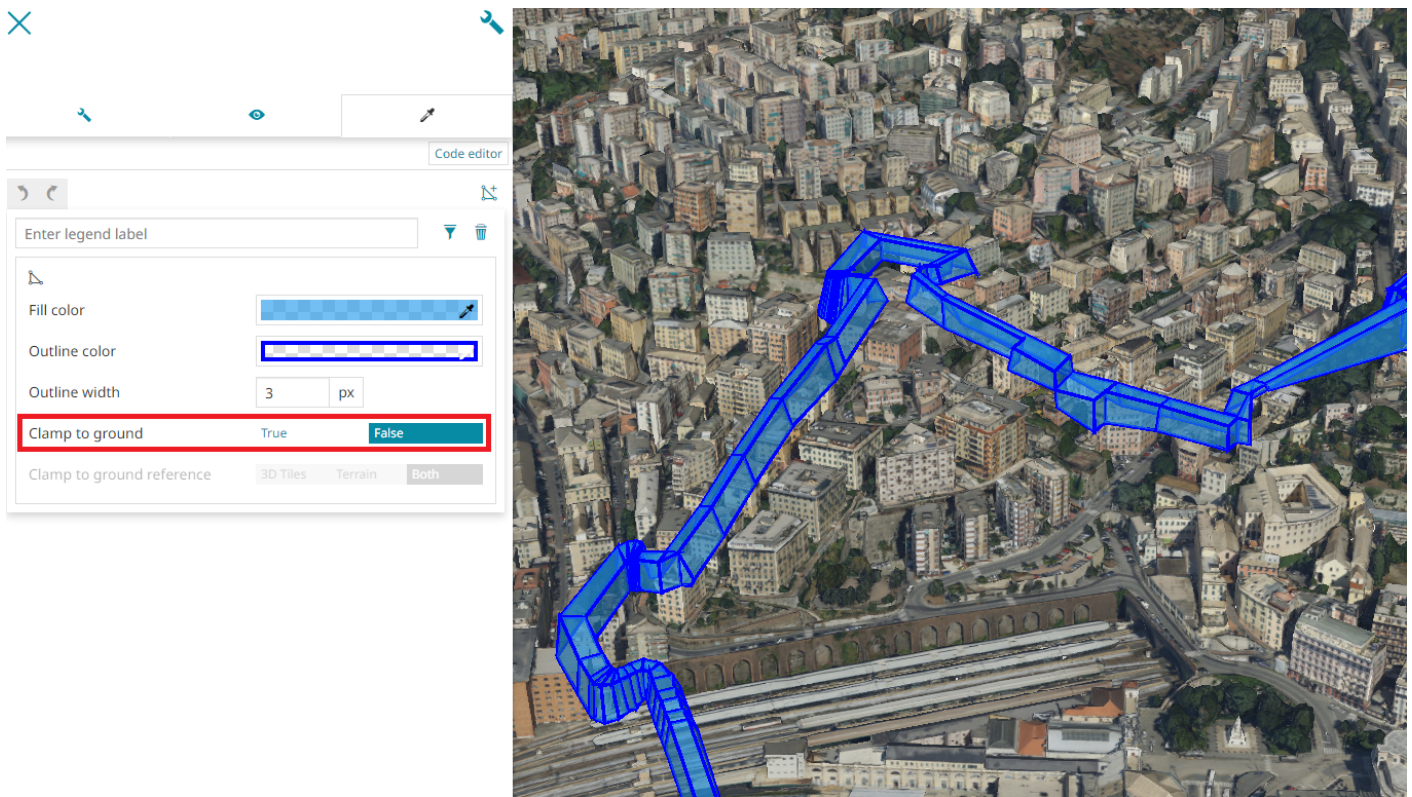 Code editor
Enter legend label
Fill color
Outline color
Outline width 3 px
Clamp to ground True False
Clamp to ground reference 3D Tiles Terrain Both